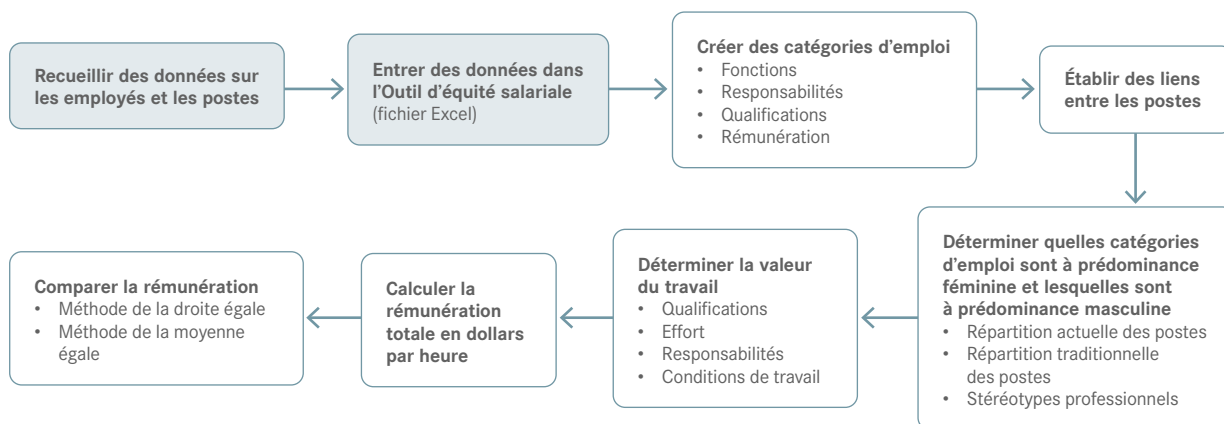 Recueillir des données sur
les employés et les postes
Entrer des données dans
l'Outil d'équité salariale
(fichier Excel)
Créer des catégories d'emploi
• Fonctions
• Responsabilités
• Qualifications
• Rémunération
Établir des liens
entre les postes
Déterminer quelles catégories
d'emploi sont à prédominance
féminine et lesquelles sont
à prédominance masculine
• Répartition actuelle des postes
• Répartition traditionnelle
des postes
• Stéréotypes professionnels
Déterminer la valeur
du travail
• Qualifications
• Effort
• Responsabilités
• Conditions de travail
Calculer la
rémunération
totale en dollars
par heure
Comparer la rémunération
• Méthode de la droite égale
• Méthode de la moyenne
égale